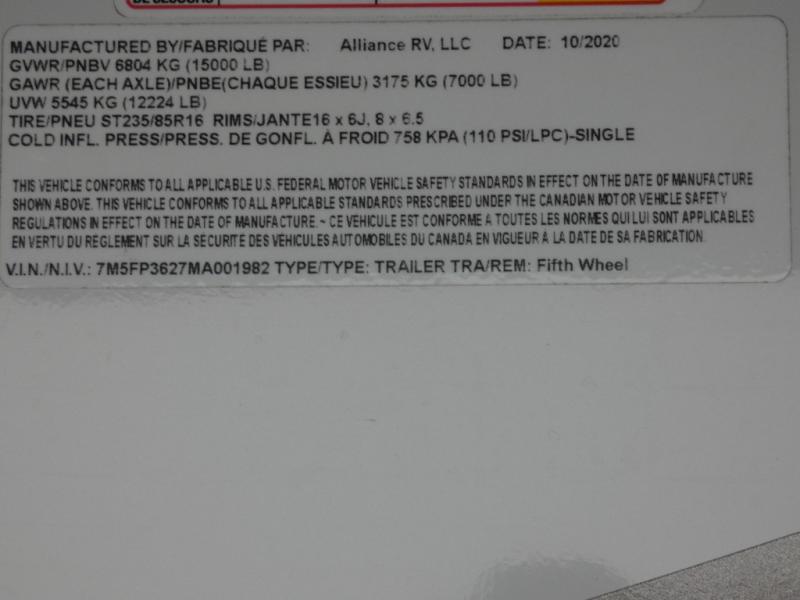 DE SECOURS
MANUFACTURED BY/FABRIQUÉ PAR: Alliance RV, LLC DATE: 10/2020
GVWR/PNBV 6804 KG (15000 LB)
GAWR (EACH AXLE)/PNBE(CHAQUE ESSIEU) 3175 KG (7000 LB)
UVW 5545 KG (12224 LB)
TIRE/PNEU ST235/85R16 RIMS/JANTE16 x 6J, 8 x 6.5
COLD INFL. PRESS/PRESS. DE GONFL. À FROID 758 KPA (110 PSI/LPC)-SINGLE
THIS VEHICLE CONFORMS TO ALL APPLICABLE U.S. FEDERAL MOTOR VEHICLE SAFETY STANDARDS IN EFFECT ON THE DATE OF MANUFACTURE
SHOWN ABOVE. THIS VEHICLE CONFORMS TO ALL APPLICABLE STANDARDS PRESCRIBED UNDER THE CANADIAN MOTOR VEHICLE SAFETY
REGULATIONS IN EFFECT ON THE DATE OF MANUFACTURE. ~ CE VÉHICULE EST CONFORME À TOUTES LES NORMES QUI LUI SONT APPLICABLES
EN VERTU DU RÈGLEMENT SUR LA SÉCURITÉ DES VÉHICULES AUTOMOBILES DU CANADA EN VIGUEUR À LA DATE DE SA FABRICATION.
V.I.N./N.I.V.: 7M5FP3627MA001982 TYPE/TYPE: TRAILER TRA/REM: Fifth Wheel